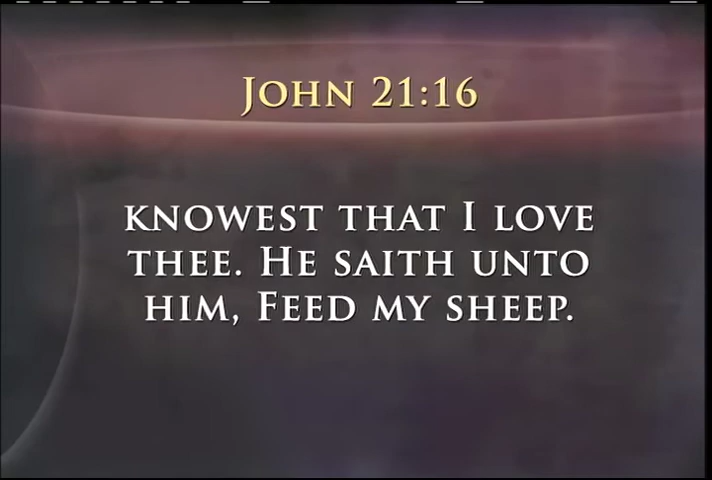 John 21:16
knowest that I love
thee. He saith unto
him, Feed my sheep.